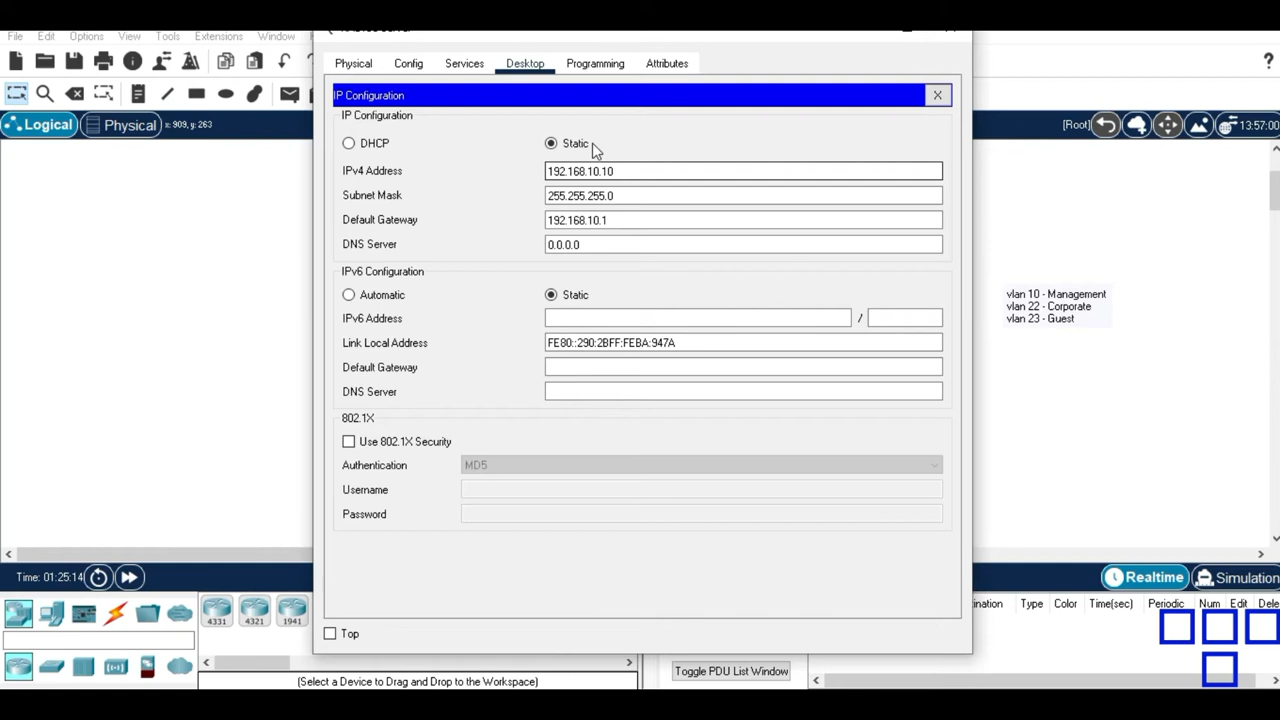 File Edit Options View Tools Extensions Window
Physical Config Services Desktop Programming Attributes
?
Logical Physical x: 909, y: 263
[Root] 13:57:00
IP Configuration X
IP Configuration
DHCP Static
IPv4 Address 192.168.10.10
Subnet Mask 255.255.255.0
Default Gateway 192.168.10.1
DNS Server 0.0.0.0
IPv6 Configuration
Automatic Static
IPv6 Address /
Link Local Address FE80::290:2BFF:FEBA:947A
Default Gateway
DNS Server
802.1X
Use 802.1X Security
Authentication MD5
Username
Password
Top
vlan 10 - Management
vlan 22 - Corporate
vlan 23 - Guest
Time: 01:25:14
Realtime Simulation
4331 4321 1941
Type Color Time(sec) Periodic Num Edit
(Select a Device to Drag and Drop to the Workspace)
Toggle PDU List Window